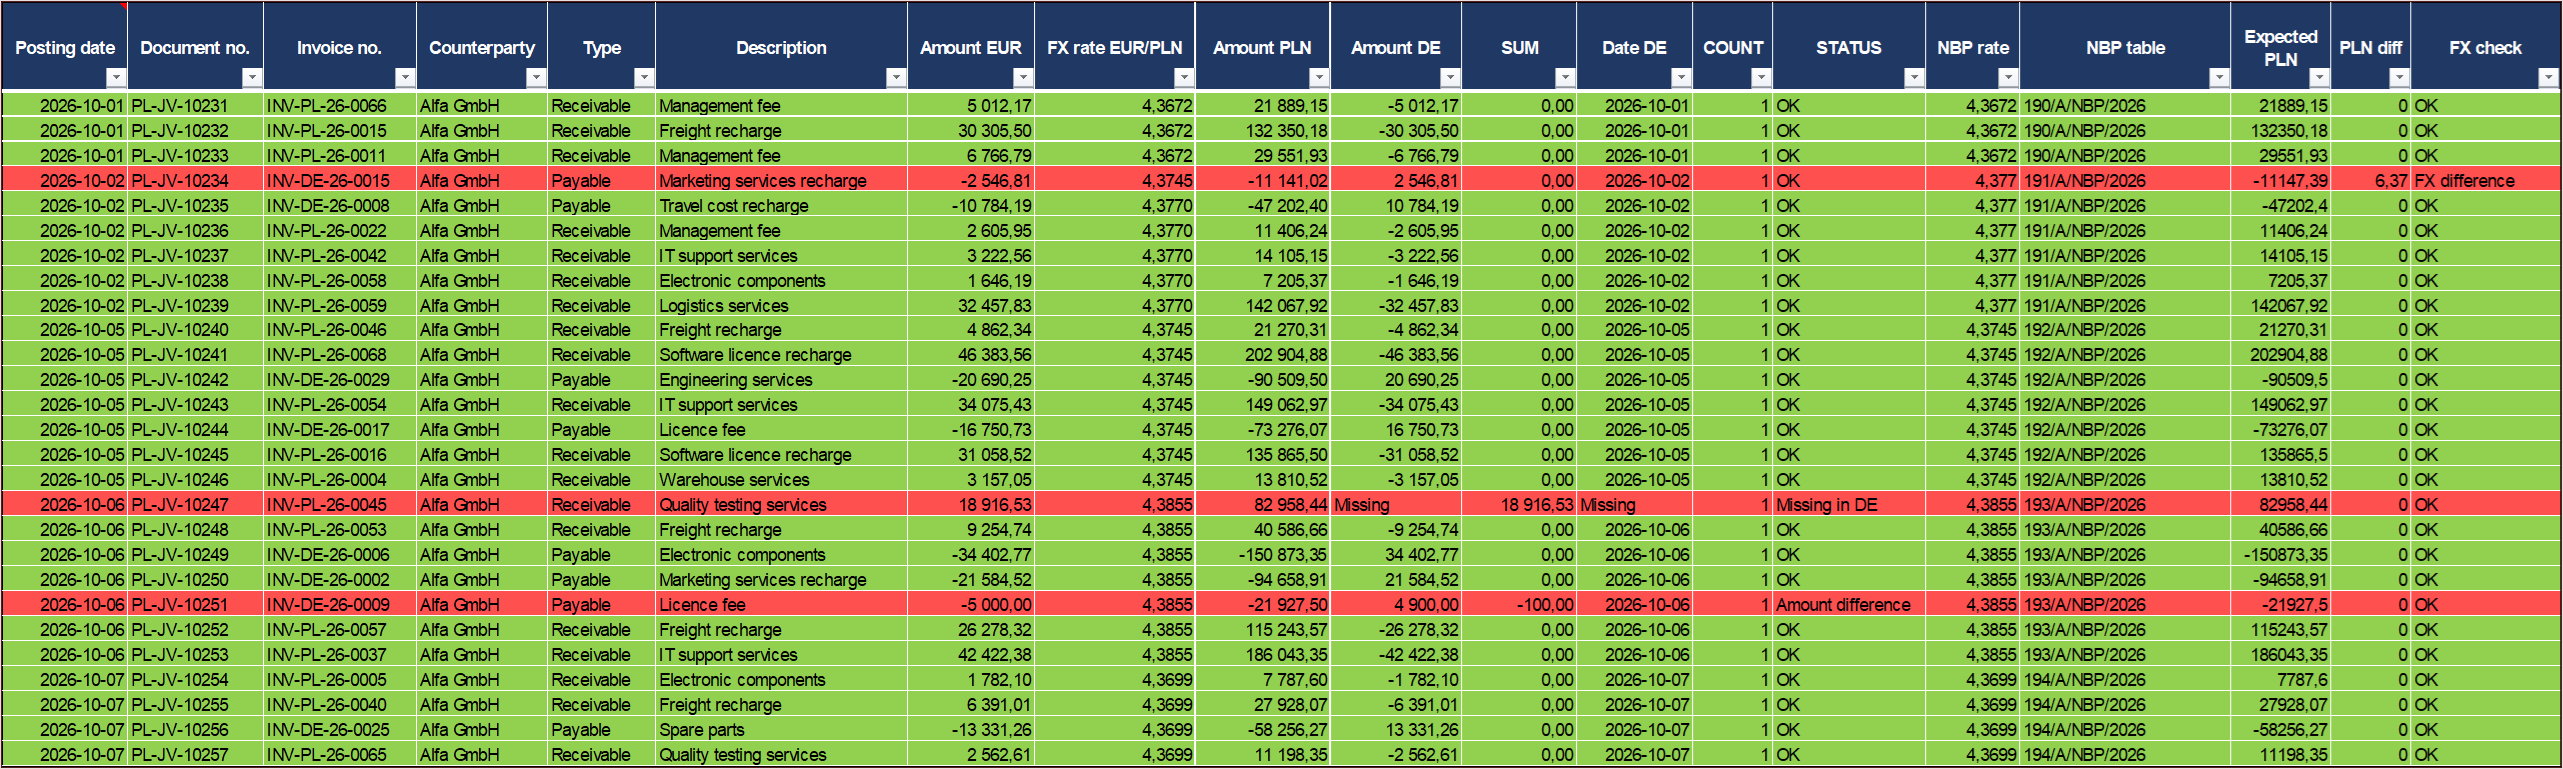 Posting date Document no. Invoice no. Counterparty Type Description Amount EUR FX rate EUR/PLN Amount PLN Amount DE SUM Date DE COUNT STATUS NBP rate NBP table Expected PLN PLN diff FX check
2026-10-01 PL-JV-10231 INV-PL-26-0066 Alfa GmbH Receivable Management fee 5 012,17 4,3672 21 889,15 -5 012,17 0,00 2026-10-01 1 OK 4,3672 190/A/NBP/2026 21889,15 0 OK
2026-10-01 PL-JV-10232 INV-PL-26-0015 Alfa GmbH Receivable Freight recharge 30 305,50 4,3672 132 350,18 -30 305,50 0,00 2026-10-01 1 OK 4,3672 190/A/NBP/2026 132350,18 0 OK
2026-10-01 PL-JV-10233 INV-PL-26-0011 Alfa GmbH Receivable Management fee 6 766,79 4,3672 29 551,93 -6 766,79 0,00 2026-10-01 1 OK 4,3672 190/A/NBP/2026 29551,93 0 OK
2026-10-02 PL-JV-10234 INV-DE-26-0015 Alfa GmbH Payable Marketing services recharge -2 546,81 4,3745 -11 141,02 2 546,81 0,00 2026-10-02 1 OK 4,377 191/A/NBP/2026 -11147,39 6,37 FX difference
2026-10-02 PL-JV-10235 INV-DE-26-0008 Alfa GmbH Payable Travel cost recharge -10 784,19 4,3770 -47 202,40 10 784,19 0,00 2026-10-02 1 OK 4,377 191/A/NBP/2026 -47202,4 0 OK
2026-10-02 PL-JV-10236 INV-PL-26-0022 Alfa GmbH Receivable Management fee 2 605,95 4,3770 11 406,24 -2 605,95 0,00 2026-10-02 1 OK 4,377 191/A/NBP/2026 11406,24 0 OK
2026-10-02 PL-JV-10237 INV-PL-26-0042 Alfa GmbH Receivable IT support services 3 222,56 4,3770 14 105,15 -3 222,56 0,00 2026-10-02 1 OK 4,377 191/A/NBP/2026 14105,15 0 OK
2026-10-02 PL-JV-10238 INV-PL-26-0058 Alfa GmbH Receivable Electronic components 1 646,19 4,3770 7 205,37 -1 646,19 0,00 2026-10-02 1 OK 4,377 191/A/NBP/2026 7205,37 0 OK
2026-10-02 PL-JV-10239 INV-PL-26-0059 Alfa GmbH Receivable Logistics services 32 457,83 4,3770 142 067,92 -32 457,83 0,00 2026-10-02 1 OK 4,377 191/A/NBP/2026 142067,92 0 OK
2026-10-05 PL-JV-10240 INV-PL-26-0046 Alfa GmbH Receivable Freight recharge 4 862,34 4,3745 21 270,31 -4 862,34 0,00 2026-10-05 1 OK 4,3745 192/A/NBP/2026 21270,31 0 OK
2026-10-05 PL-JV-10241 INV-PL-26-0068 Alfa GmbH Receivable Software licence recharge 46 383,56 4,3745 202 904,88 -46 383,56 0,00 2026-10-05 1 OK 4,3745 192/A/NBP/2026 202904,88 0 OK
2026-10-05 PL-JV-10242 INV-DE-26-0029 Alfa GmbH Payable Engineering services -20 690,25 4,3745 -90 509,50 20 690,25 0,00 2026-10-05 1 OK 4,3745 192/A/NBP/2026 -90509,5 0 OK
2026-10-05 PL-JV-10243 INV-PL-26-0054 Alfa GmbH Receivable IT support services 34 075,43 4,3745 149 062,97 -34 075,43 0,00 2026-10-05 1 OK 4,3745 192/A/NBP/2026 149062,97 0 OK
2026-10-05 PL-JV-10244 INV-DE-26-0017 Alfa GmbH Payable Licence fee -16 750,73 4,3745 -73 276,07 16 750,73 0,00 2026-10-05 1 OK 4,3745 192/A/NBP/2026 -73276,07 0 OK
2026-10-05 PL-JV-10245 INV-PL-26-0016 Alfa GmbH Receivable Software licence recharge 31 058,52 4,3745 135 865,50 -31 058,52 0,00 2026-10-05 1 OK 4,3745 192/A/NBP/2026 135865,5 0 OK
2026-10-05 PL-JV-10246 INV-PL-26-0004 Alfa GmbH Receivable Warehouse services 3 157,05 4,3745 13 810,52 -3 157,05 0,00 2026-10-05 1 OK 4,3745 192/A/NBP/2026 13810,52 0 OK
2026-10-06 PL-JV-10247 INV-PL-26-0045 Alfa GmbH Receivable Quality testing services 18 916,53 4,3855 82 958,44 Missing 18 916,53 Missing 1 Missing in DE 4,3855 193/A/NBP/2026 82958,44 0 OK
2026-10-06 PL-JV-10248 INV-PL-26-0053 Alfa GmbH Receivable Freight recharge 9 254,74 4,3855 40 586,66 -9 254,74 0,00 2026-10-06 1 OK 4,3855 193/A/NBP/2026 40586,66 0 OK
2026-10-06 PL-JV-10249 INV-DE-26-0006 Alfa GmbH Payable Electronic components -34 402,77 4,3855 -150 873,35 34 402,77 0,00 2026-10-06 1 OK 4,3855 193/A/NBP/2026 -150873,35 0 OK
2026-10-06 PL-JV-10250 INV-DE-26-0002 Alfa GmbH Payable Marketing services recharge -21 584,52 4,3855 -94 658,91 21 584,52 0,00 2026-10-06 1 OK 4,3855 193/A/NBP/2026 -94658,91 0 OK
2026-10-06 PL-JV-10251 INV-DE-26-0009 Alfa GmbH Payable Licence fee -5 000,00 4,3855 -21 927,50 4 900,00 -100,00 2026-10-06 1 Amount difference 4,3855 193/A/NBP/2026 -21927,5 0 OK
2026-10-06 PL-JV-10252 INV-PL-26-0057 Alfa GmbH Receivable Freight recharge 26 278,32 4,3855 115 243,57 -26 278,32 0,00 2026-10-06 1 OK 4,3855 193/A/NBP/2026 115243,57 0 OK
2026-10-06 PL-JV-10253 INV-PL-26-0037 Alfa GmbH Receivable IT support services 42 422,38 4,3855 186 043,35 -42 422,38 0,00 2026-10-06 1 OK 4,3855 193/A/NBP/2026 186043,35 0 OK
2026-10-07 PL-JV-10254 INV-PL-26-0005 Alfa GmbH Receivable Electronic components 1 782,10 4,3699 7 787,60 -1 782,10 0,00 2026-10-07 1 OK 4,3699 194/A/NBP/2026 7787,6 0 OK
2026-10-07 PL-JV-10255 INV-PL-26-0040 Alfa GmbH Receivable Freight recharge 6 391,01 4,3699 27 928,07 -6 391,01 0,00 2026-10-07 1 OK 4,3699 194/A/NBP/2026 27928,07 0 OK
2026-10-07 PL-JV-10256 INV-DE-26-0025 Alfa GmbH Payable Spare parts -13 331,26 4,3699 -58 256,27 13 331,26 0,00 2026-10-07 1 OK 4,3699 194/A/NBP/2026 -58256,27 0 OK
2026-10-07 PL-JV-10257 INV-PL-26-0065 Alfa GmbH Receivable Quality testing services 2 562,61 4,3699 11 198,35 -2 562,61 0,00 2026-10-07 1 OK 4,3699 194/A/NBP/2026 11198,35 0 OK